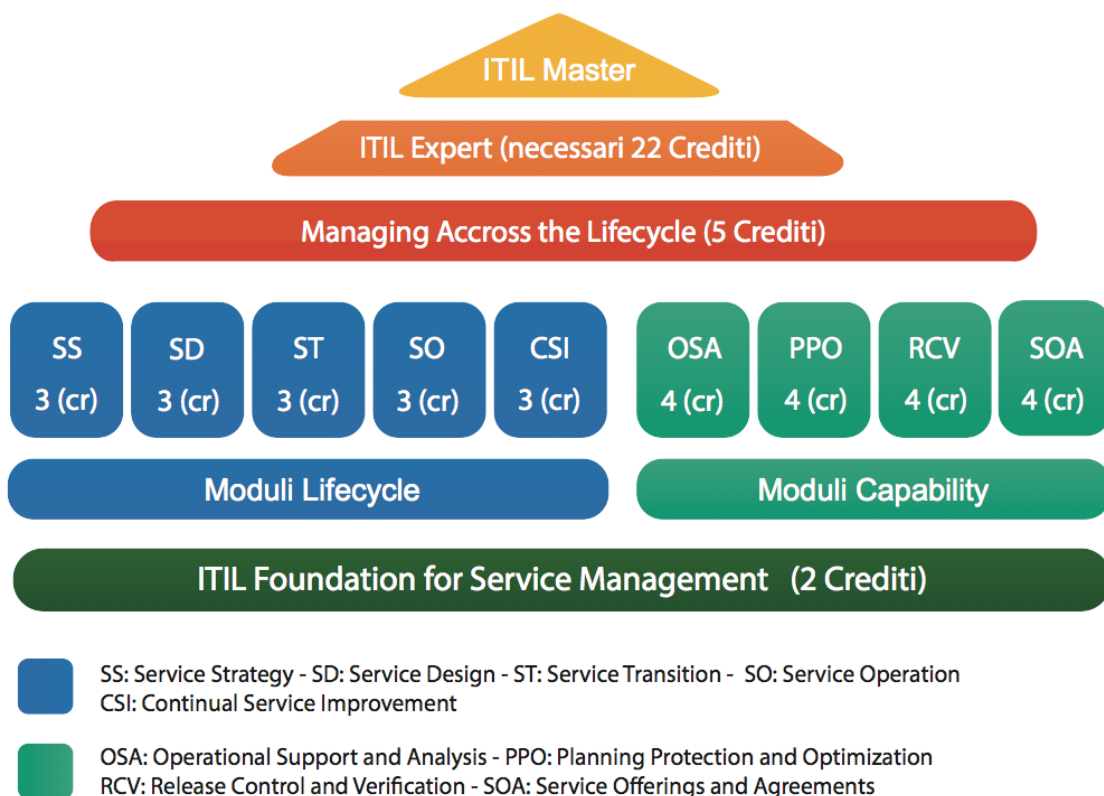 ITIL Master
ITIL Expert (necessari 22 Crediti)
Managing Accross the Lifecycle (5 Crediti)
SS
3 (cr)
SD
3 (cr)
ST
3 (cr)
SO
3 (cr)
CSI
3 (cr)
OSA
4 (cr)
PPO
4 (cr)
RCV
4 (cr)
SOA
4 (cr)
Moduli Lifecycle
Moduli Capability
ITIL Foundation for Service Management (2 Crediti)
SS: Service Strategy - SD: Service Design - ST: Service Transition - SO: Service Operation
CSI: Continual Service Improvement
OSA: Operational Support and Analysis - PPO: Planning Protection and Optimization
RCV: Release Control and Verification - SOA: Service Offerings and Agreements